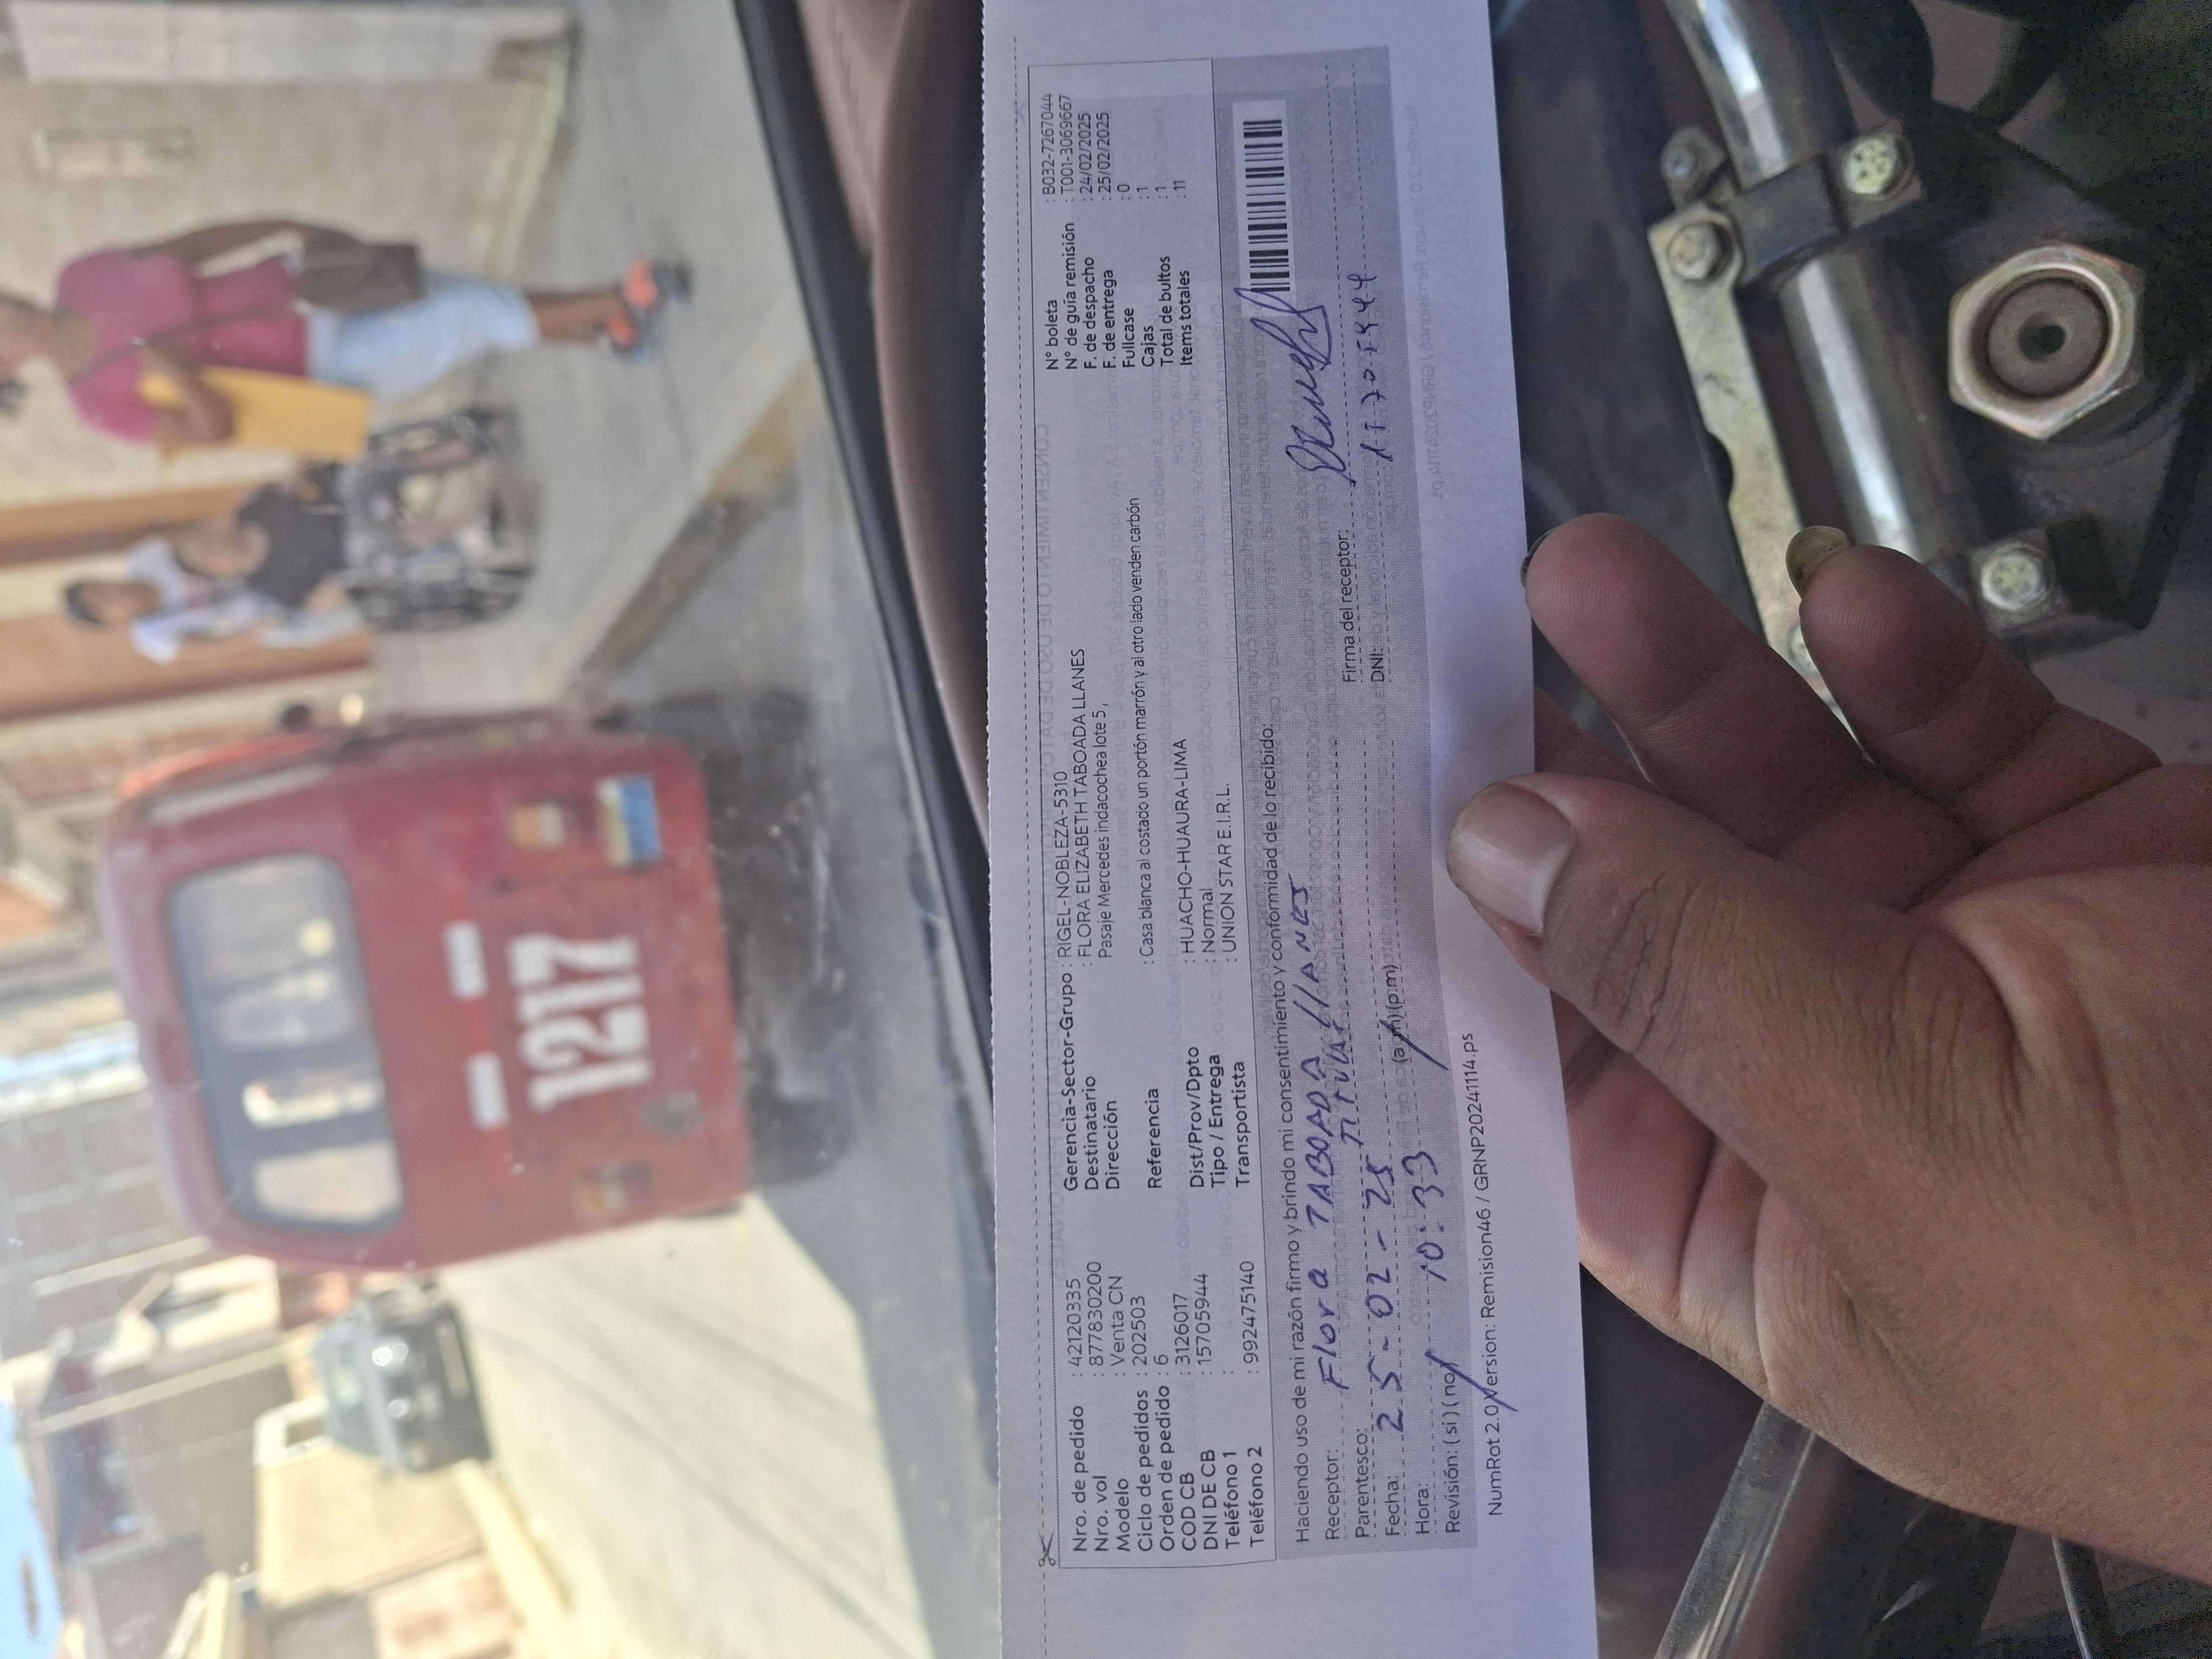 Nro. de pedido : 42120335
Nro. vol : 877830200
Modelo : Venta CN
Ciclo de pedidos : 202503
Orden de pedido : 6
COD CB : 3126017
DNI DE CB : 15705944
Teléfono 1 :
Teléfono 2 : 992475140
Gerencia-Sector-Grupo : RIGEL-NOBLEZA-5310
Destinatario : FLORA ELIZABETH TABOADA LLANES
Dirección Pasaje Mercedes indacochea lote 5 ,
Referencia : Casa blanca al costado un portón marrón y al otro lado venden carbón
Dist/Prov/Dpto : HUACHO-HUAURA-LIMA
Tipo / Entrega : Normal
Transportista : UNION STAR E.I.R.L.
N° boleta : B032-7267044
N° de guía remisión : T001-3069667
F. de despacho : 24/02/2025
F. de entrega : 25/02/2025
Fullcase : 0
Cajas : 1
Total de bultos : 1
Items totales : 11
Haciendo uso de mi razón firmo y brindo mi consentimiento y conformidad de lo recibido:
Receptor: Flora TABOADA llANES
Parentesco: TITULAR
Fecha: 25-02-25
Hora: 10:33 (a.m)(p.m)
Revisión: ( si ) ( no )
Firma del receptor:
DNI:
NumRot 2.0/Version: Remision46 / GRNP20241114.ps
1217